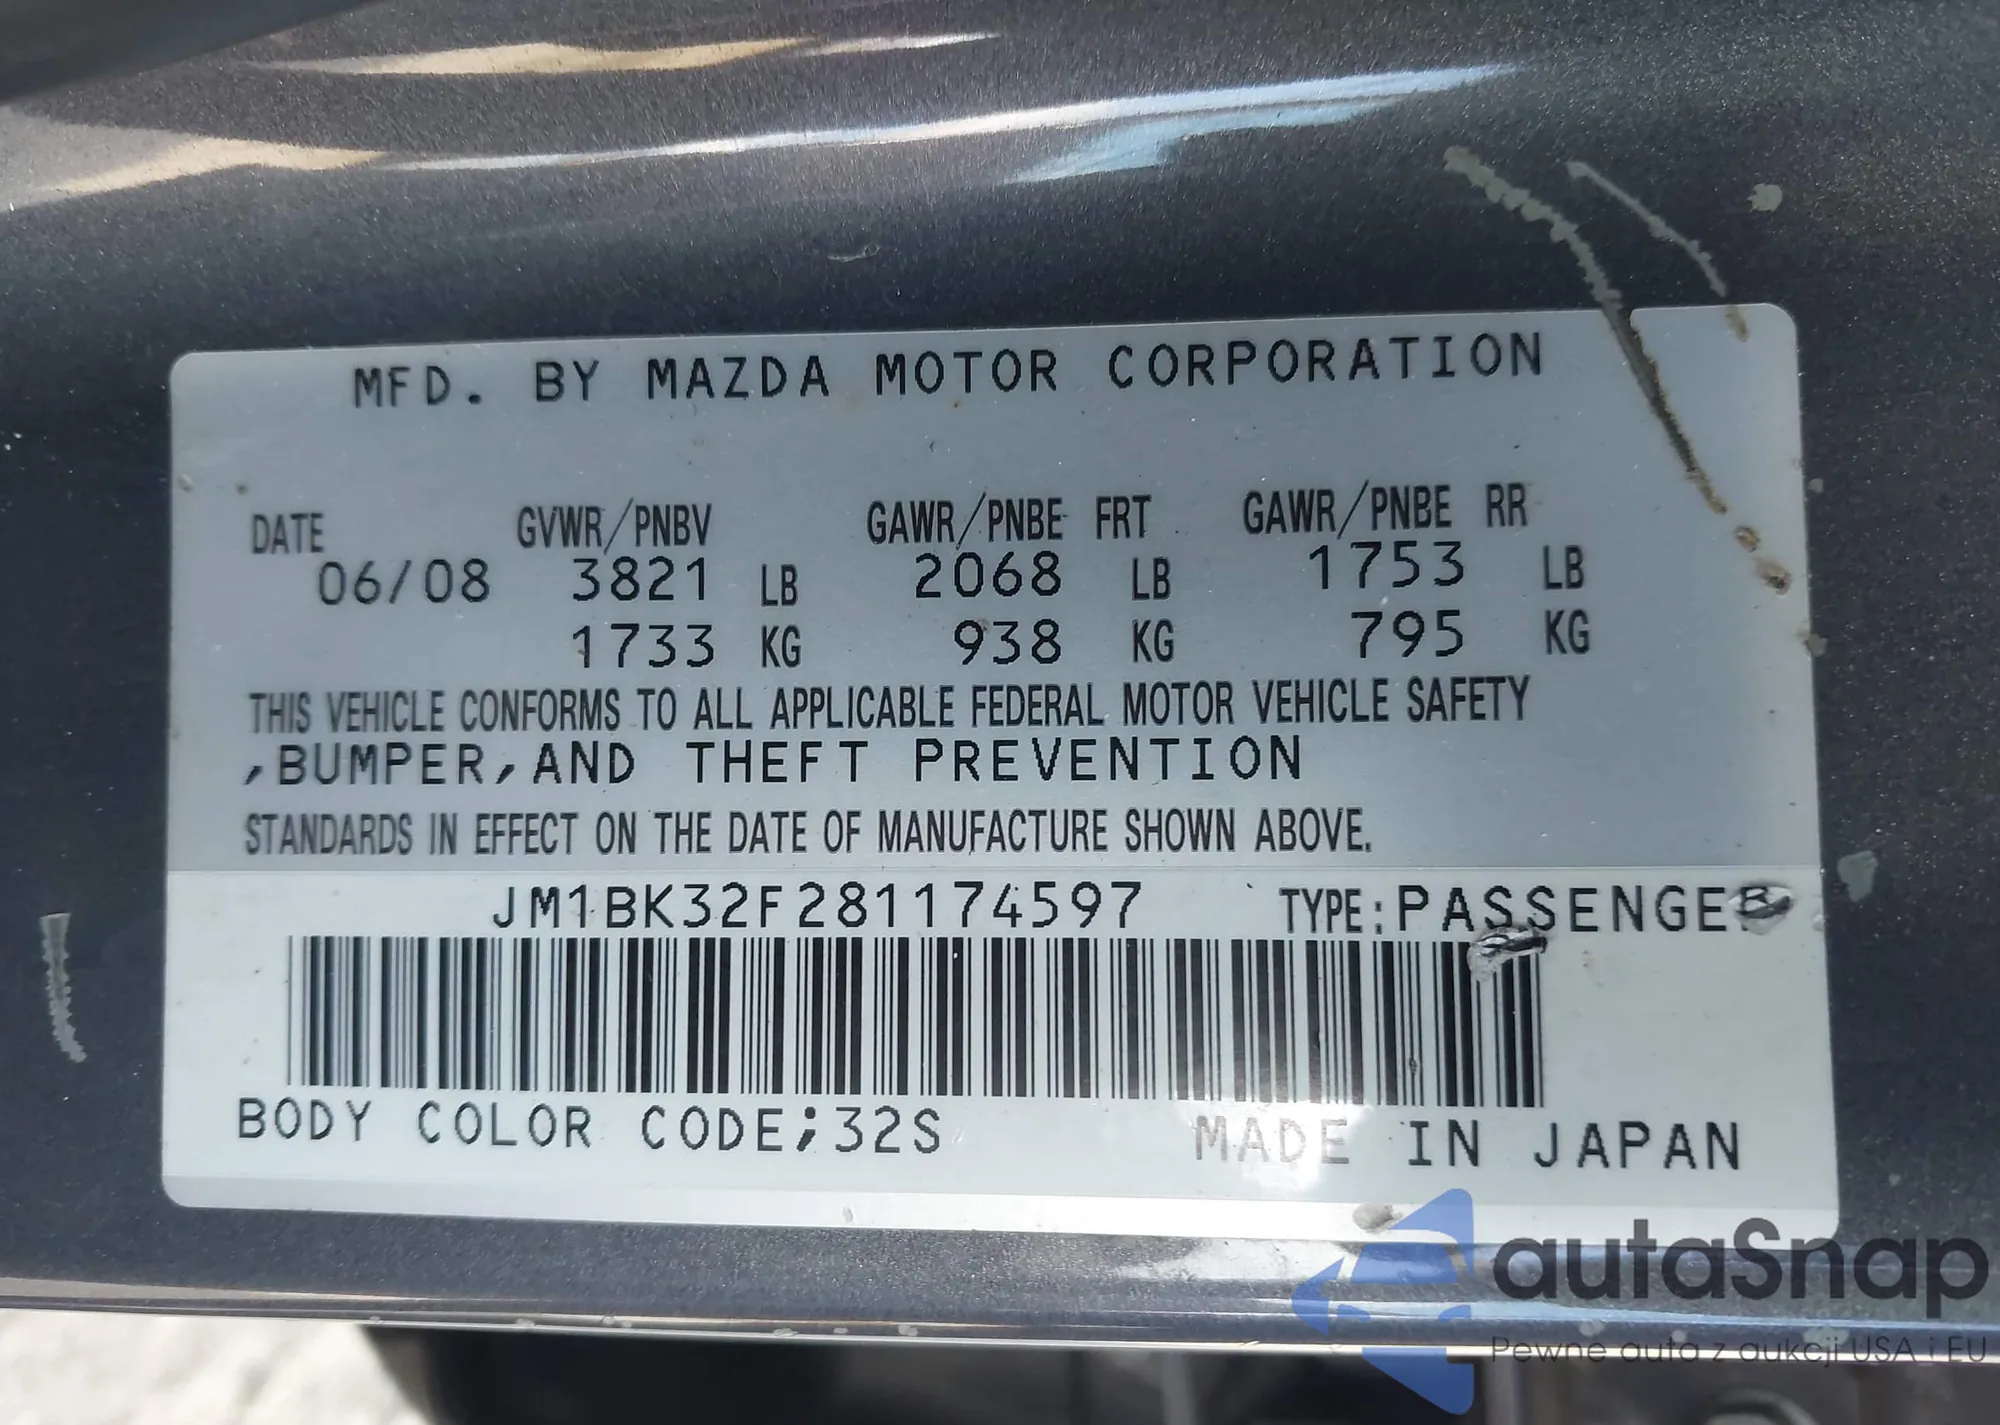 MFD. BY MAZDA MOTOR CORPORATION
DATE GVWR/PNBV GAWR/PNBE FRT GAWR/PNBE RR
06/08 3821 LB 2068 LB 1753 LB
1733 KG 938 KG 795 KG
THIS VEHICLE CONFORMS TO ALL APPLICABLE FEDERAL MOTOR VEHICLE SAFETY
,BUMPER,AND THEFT PREVENTION
STANDARDS IN EFFECT ON THE DATE OF MANUFACTURE SHOWN ABOVE.
JM1BK32F281174597 TYPE:PASSENGER
BODY COLOR CODE;32S MADE IN JAPAN
autaSnap
Pewne auta z aukcji USA i EU